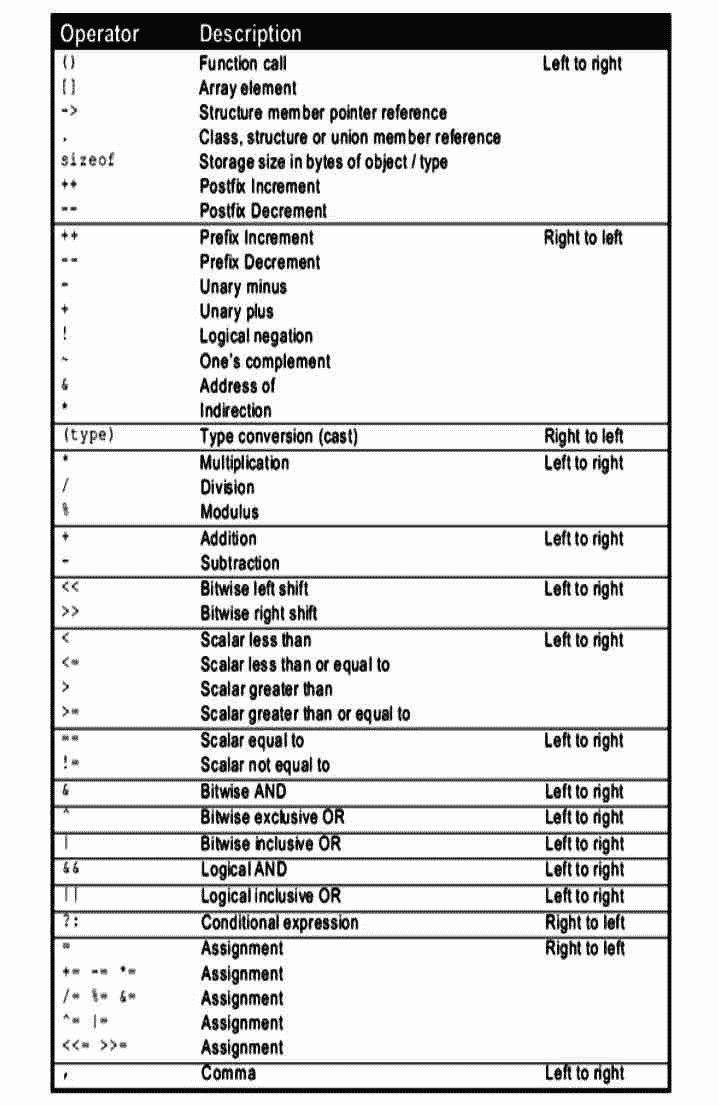 Operator Description
() Function call Left to right
[] Array element
-> Structure member pointer reference
. Class, structure or union member reference
sizeof Storage size in bytes of object / type
++ Postfix Increment
-- Postfix Decrement
++ Prefix Increment Right to left
-- Prefix Decrement
- Unary minus
+ Unary plus
! Logical negation
~ One's complement
& Address of
* Indirection
(type) Type conversion (cast) Right to left
* Multiplication Left to right
/ Division
% Modulus
+ Addition Left to right
- Subtraction
<< Bitwise left shift Left to right
>> Bitwise right shift
< Scalar less than Left to right
<= Scalar less than or equal to
> Scalar greater than
>= Scalar greater than or equal to
== Scalar equal to Left to right
!= Scalar not equal to
& Bitwise AND Left to right
^ Bitwise exclusive OR Left to right
| Bitwise inclusive OR Left to right
&& Logical AND Left to right
|| Logical inclusive OR Left to right
?: Conditional expression Right to left
= Assignment Right to left
+= -= *= Assignment
/= %= &= Assignment
^= |= Assignment
<<= >>= Assignment
, Comma Left to right